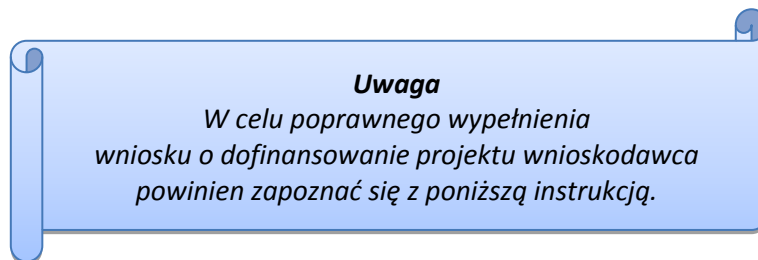 Uwaga
W celu poprawnego wypełnienia
wniosku o dofinansowanie projektu wnioskodawca
powinien zapoznać się z poniższą instrukcją.